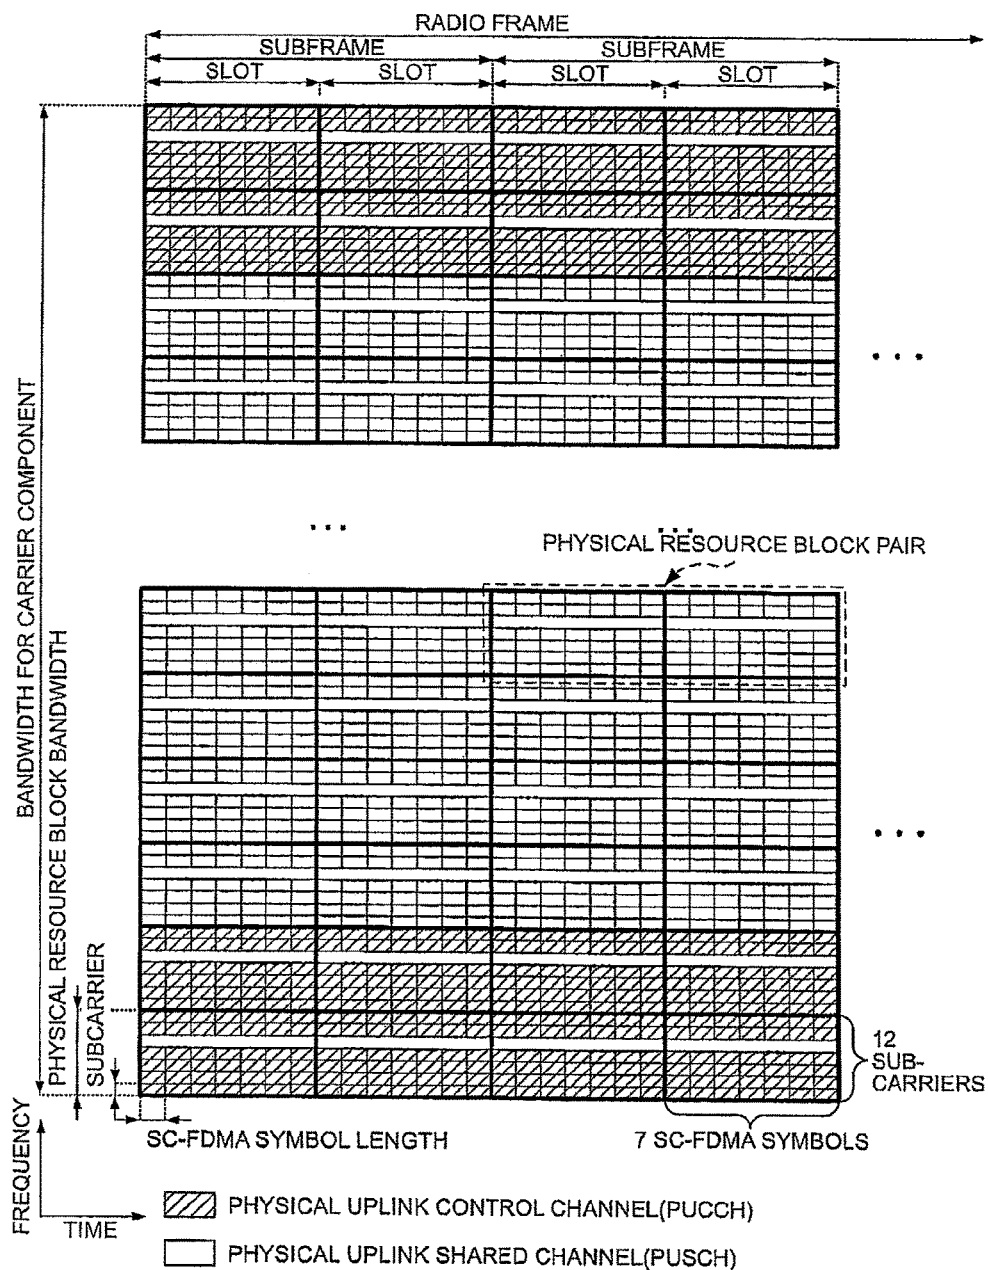 RADIO FRAME
SUBFRAME
SUBFRAME
SLOT
SLOT
SLOT
SLOT
BANDWIDTH FOR CARRIER COMPONENT
. . .
. . .
. . .
PHYSICAL RESOURCE BLOCK PAIR
. . .
PHYSICAL RESOURCE BLOCK BANDWIDTH
SUBCARRIER
12
SUB-
CARRIERS
SC-FDMA SYMBOL LENGTH
7 SC-FDMA SYMBOLS
FREQUENCY
TIME
PHYSICAL UPLINK CONTROL CHANNEL(PUCCH)
PHYSICAL UPLINK SHARED CHANNEL(PUSCH)